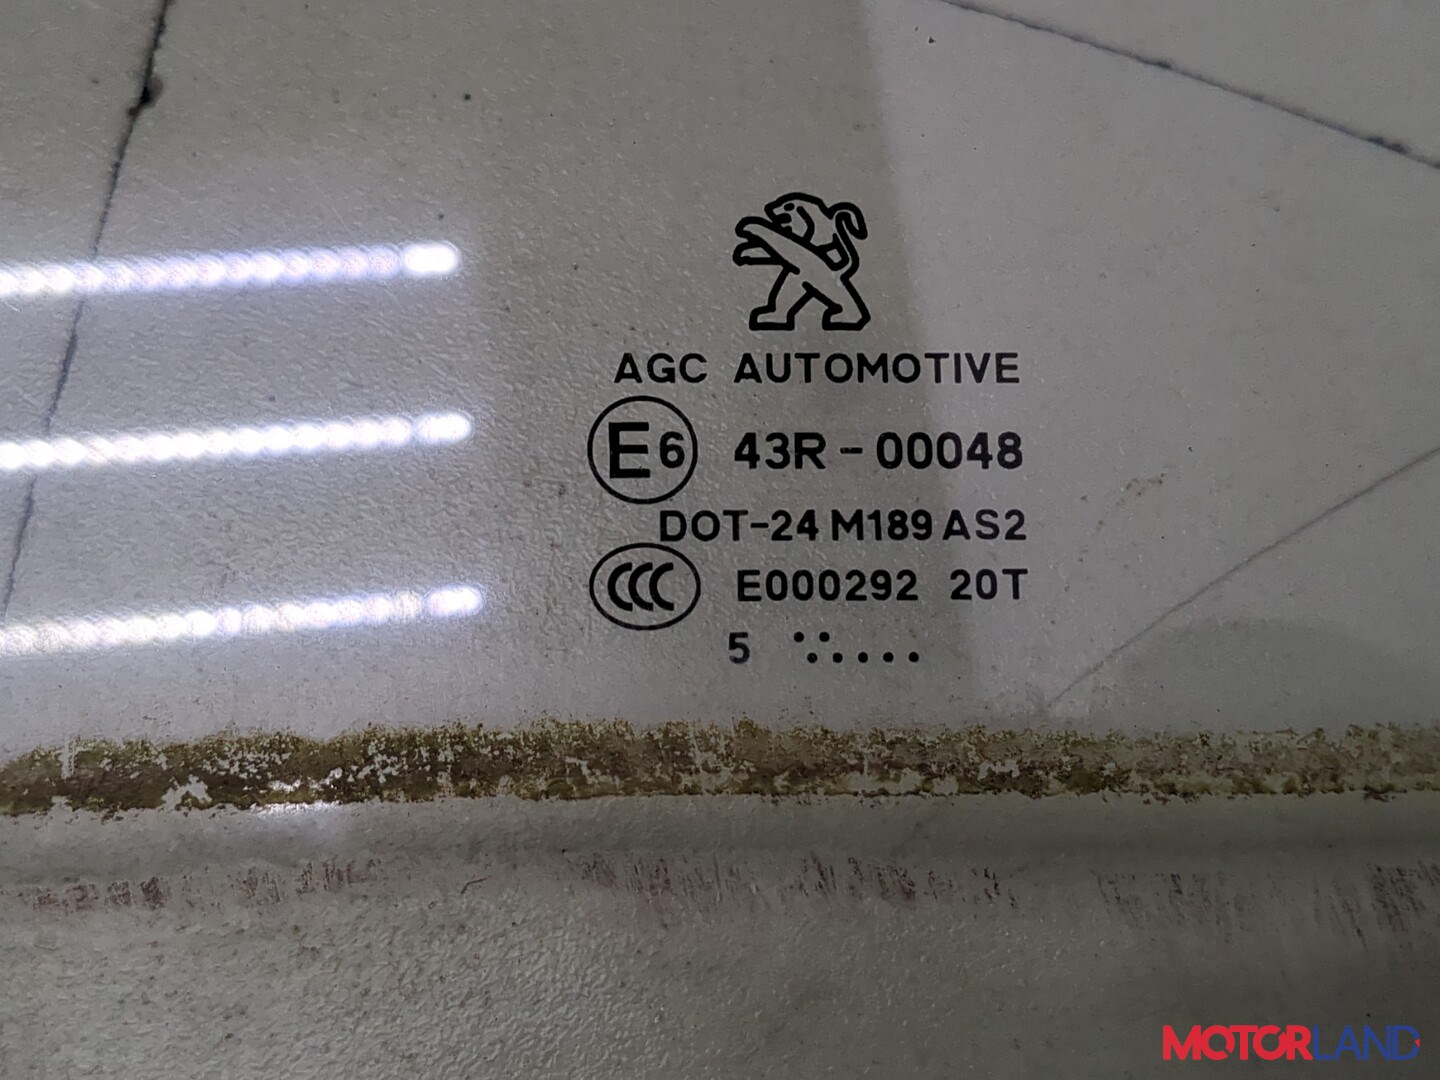 AGC AUTOMOTIVE
E6 43R-00048
DOT-24 M189 AS2
CCC E000292 20T
5 ⠙⠄....
MOTORLAND